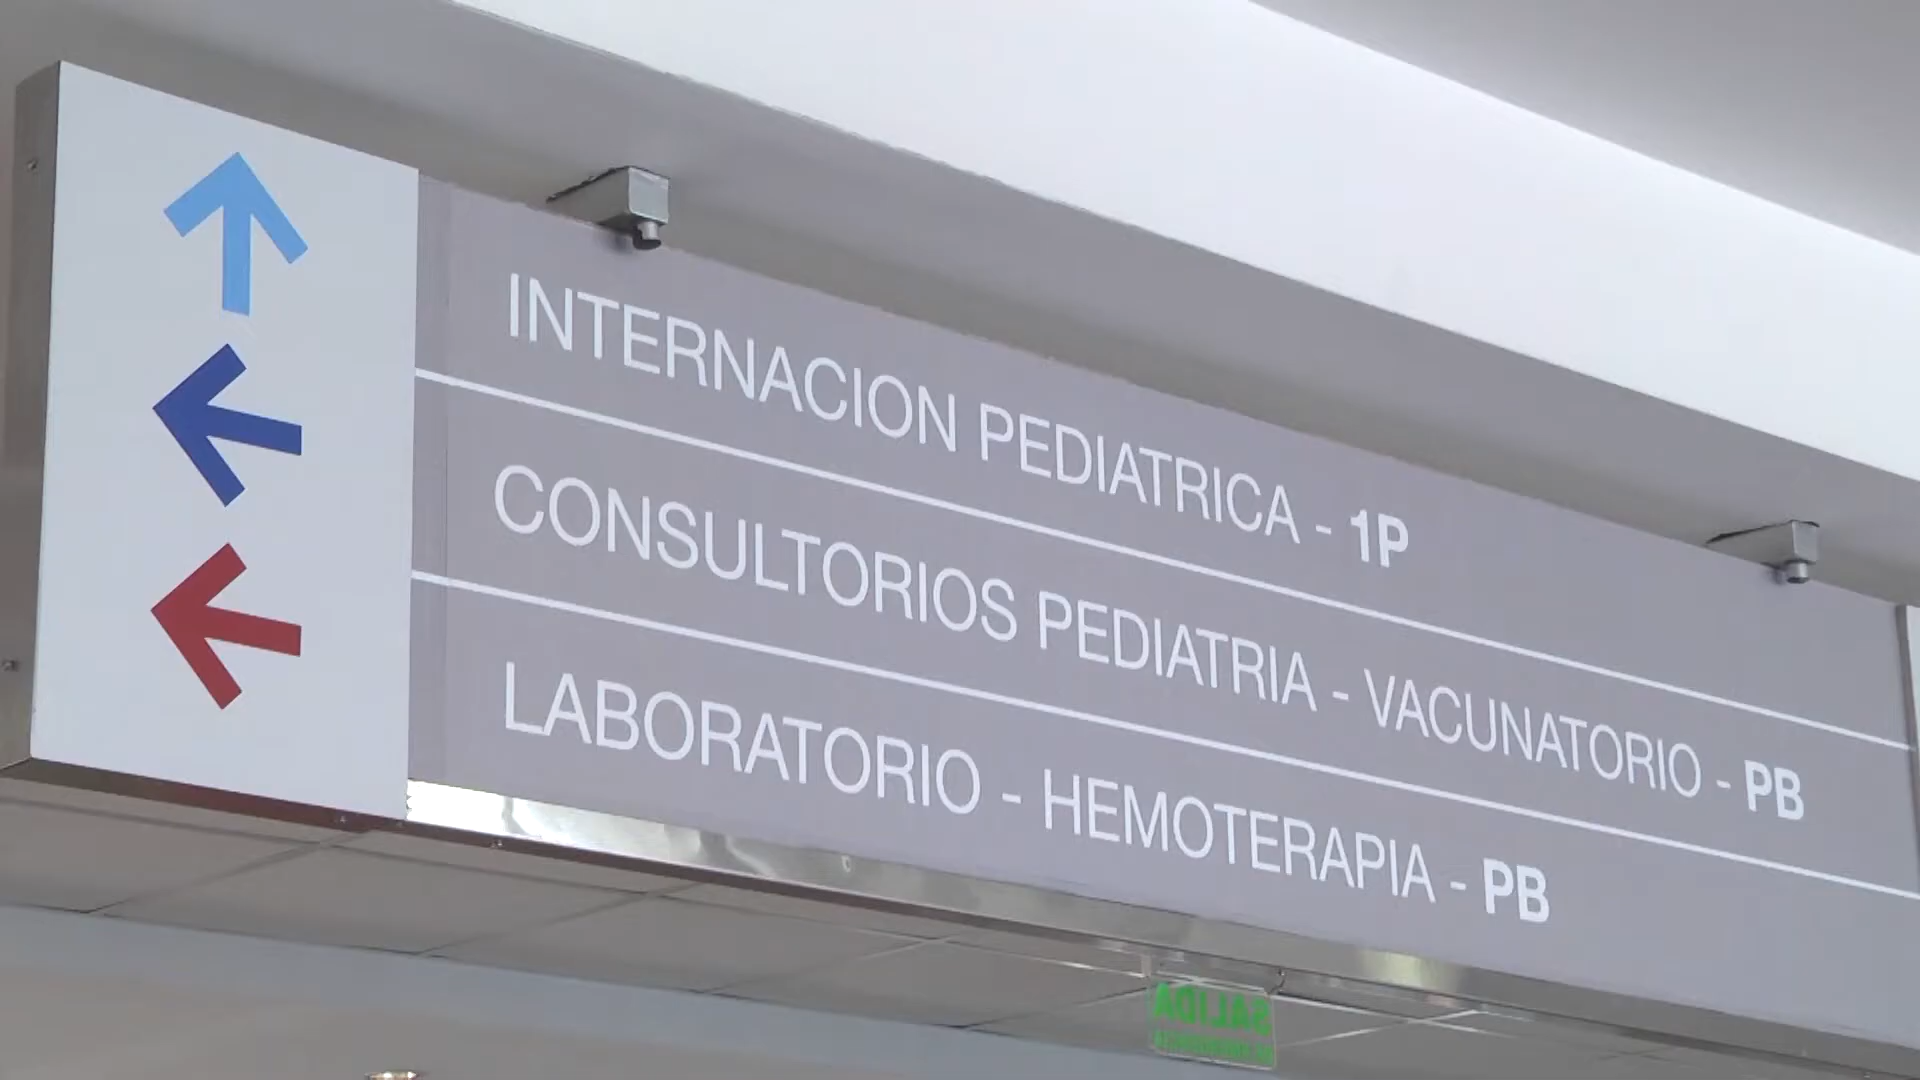 INTERNACION PEDIATRICA - 1P
CONSULTORIOS PEDIATRIA - VACUNATORIO - PB
LABORATORIO - HEMOTERAPIA - PB
SALIDA